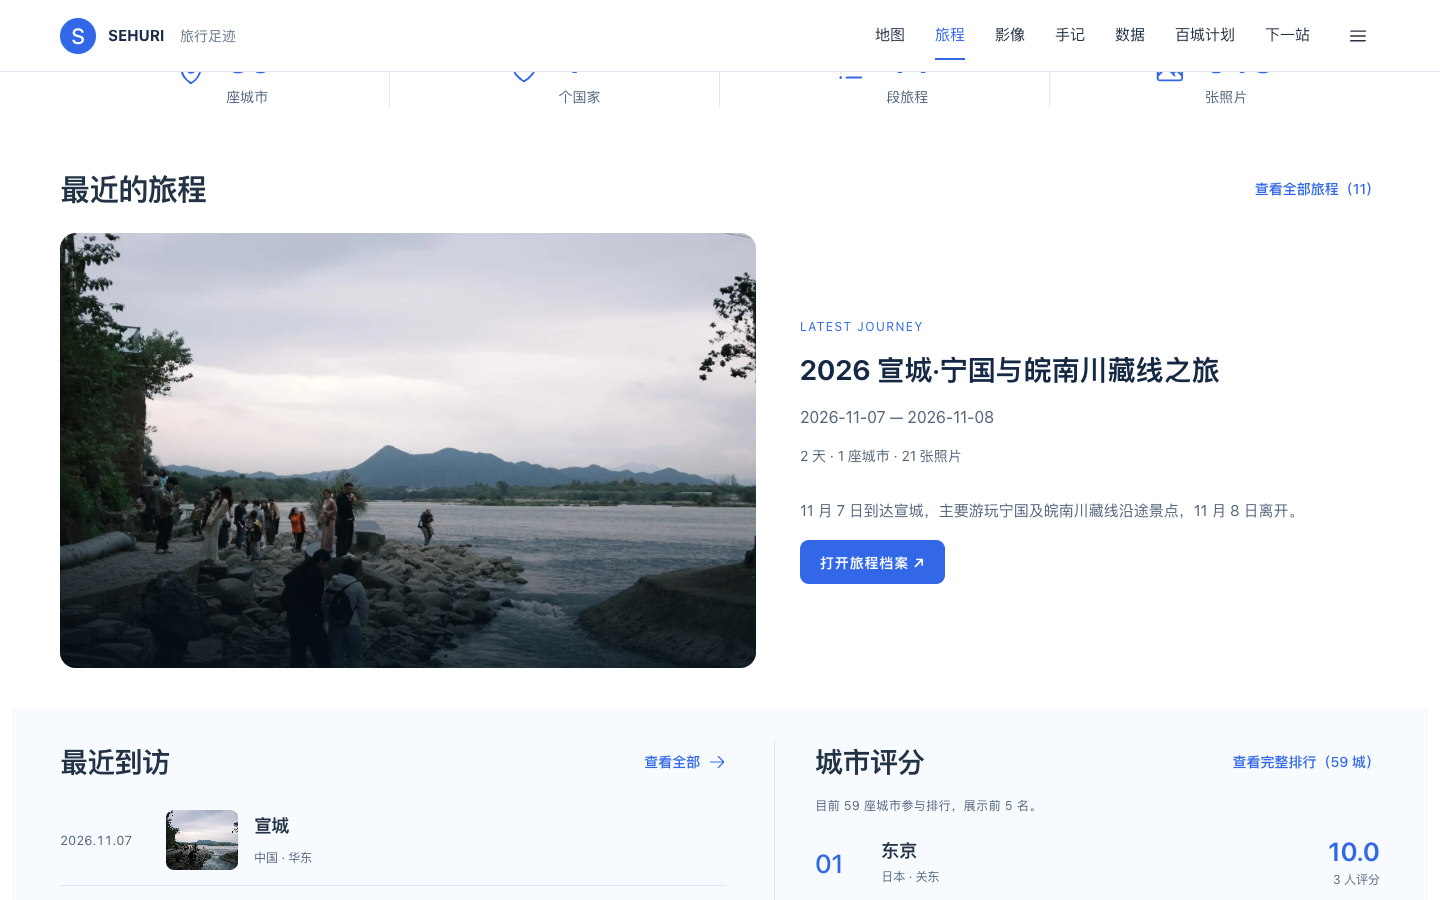 S SEHURI 旅行足迹 地图 旅程 影像 手记 数据 百城计划 下一站
座城市 个国家 段旅程 张照片
最近的旅程 查看全部旅程（11）
LATEST JOURNEY
2026 宣城·宁国与皖南川藏线之旅
2026-11-07 — 2026-11-08
2 天 · 1 座城市 · 21 张照片
11 月 7 日到达宣城，主要游玩宁国及皖南川藏线沿途景点，11 月 8 日离开。
打开旅程档案 ↗
最近到访 查看全部 →
2026.11.07 宣城
中国 · 华东
城市评分 查看完整排行（59 城）
目前 59 座城市参与排行，展示前 5 名。
01 东京 10.0
日本 · 关东 3 人评分